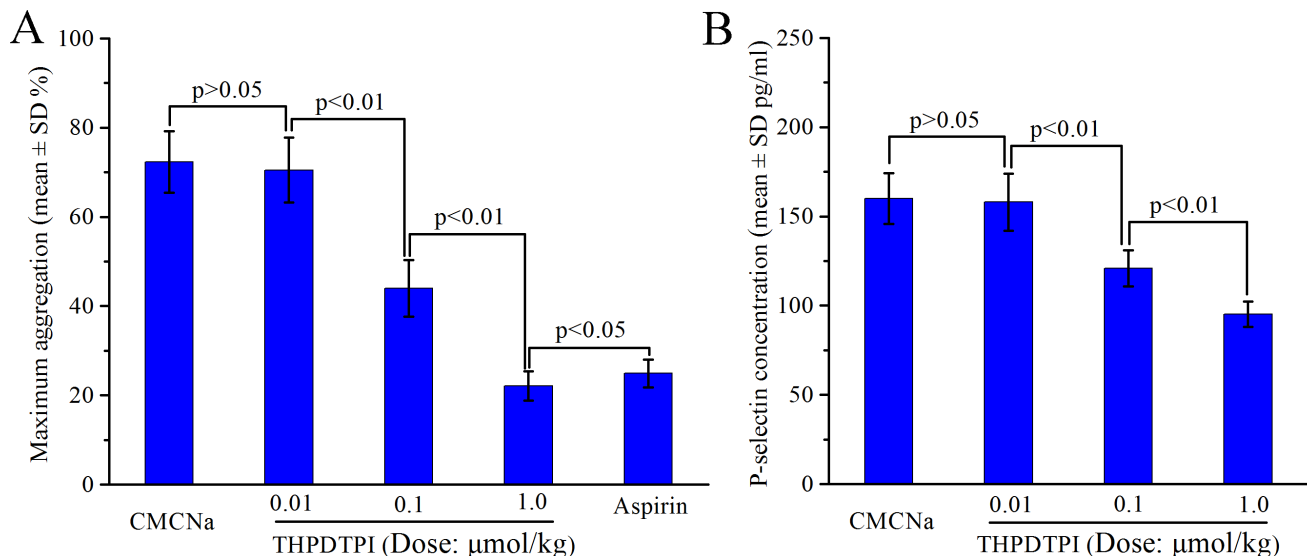 A
Maximum aggregation (mean ± SD %)
100
80
60
40
20
0
p>0.05
p<0.01
p<0.01
p<0.05
CMCNa
0.01
0.1
1.0
Aspirin
THPDTPI (Dose: μmol/kg)
B
P-selectin concentration (mean ± SD pg/ml)
250
200
150
100
50
0
p>0.05
p<0.01
p<0.01
CMCNa
0.01
0.1
1.0
THPDTPI (Dose: μmol/kg)